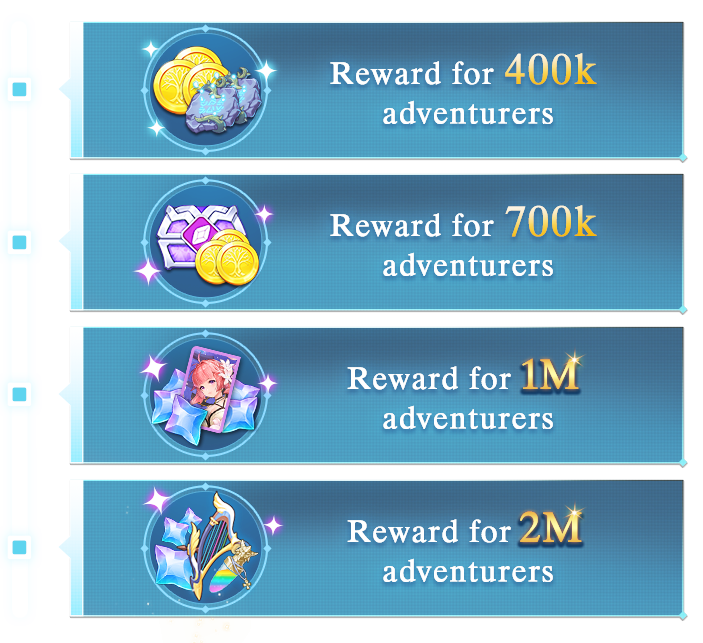 Reward for 400k
adventurers
Reward for 700k
adventurers
Reward for 1M
adventurers
Reward for 2M
adventurers